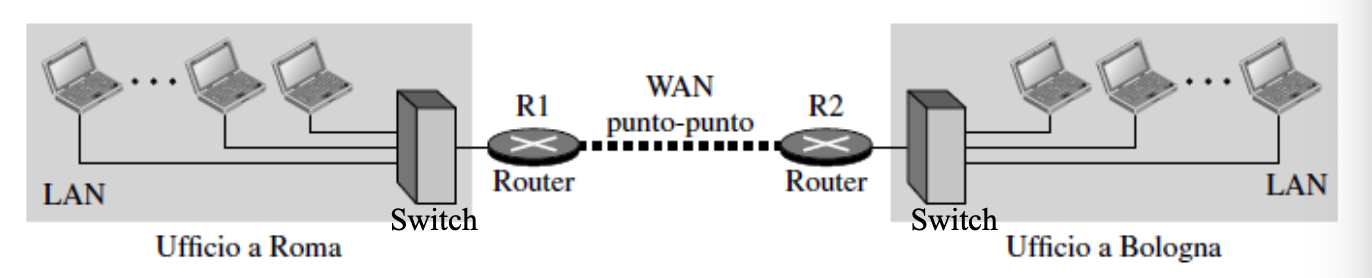 WAN
punto-punto
R1
R2
Router
Router
LAN
LAN
Switch
Switch
Ufficio a Roma
Ufficio a Bologna